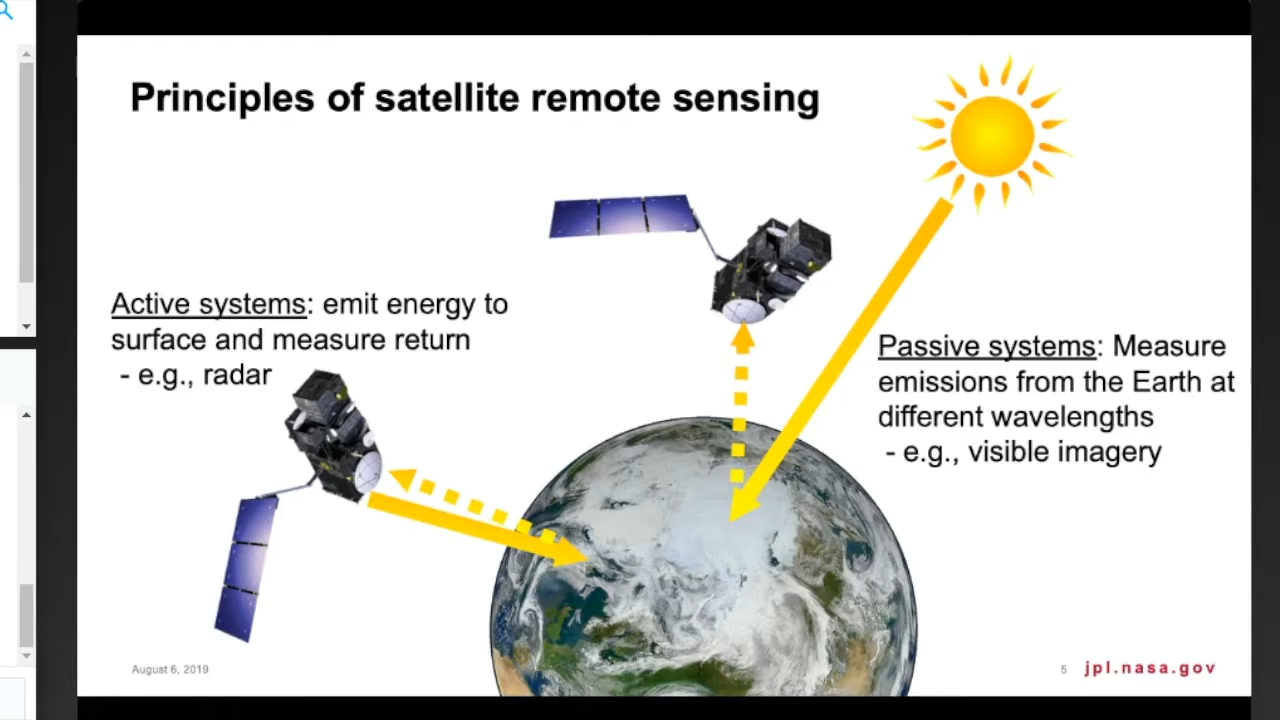 Principles of satellite remote sensing
Active systems: emit energy to
surface and measure return
- e.g., radar
Passive systems: Measure
emissions from the Earth at
different wavelengths
- e.g., visible imagery
August 6, 2019
5
jpl.nasa.gov